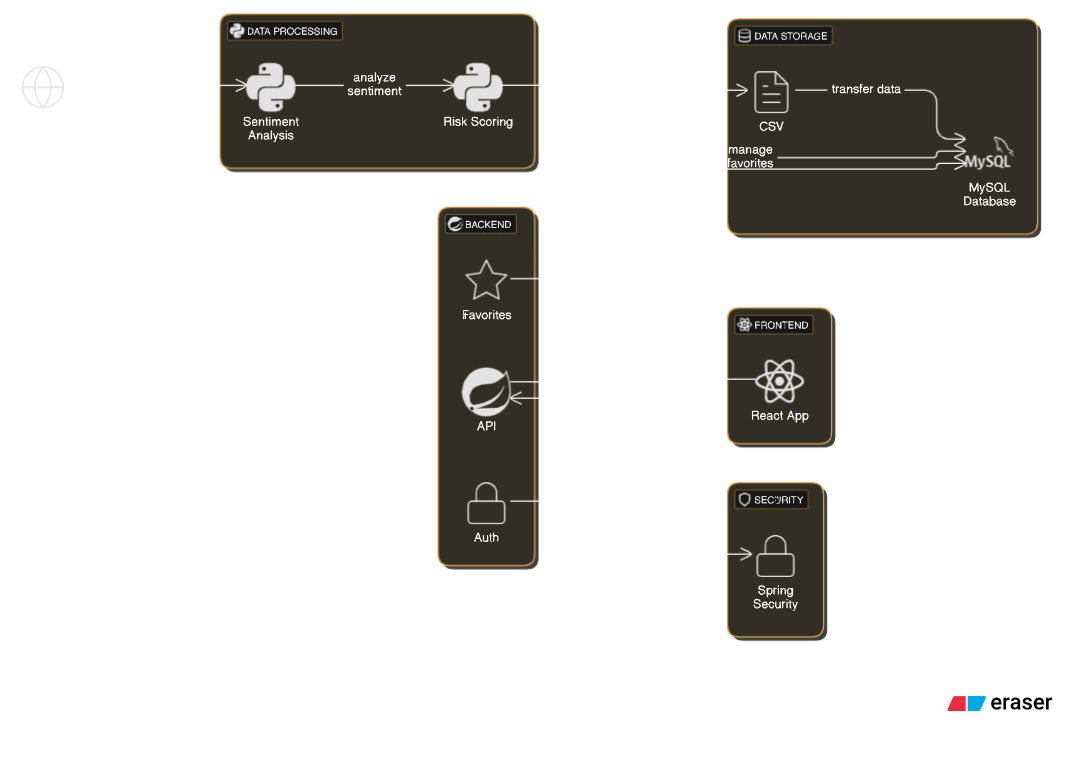 DATA PROCESSING
analyze
sentiment
Sentiment
Analysis
Risk Scoring
DATA STORAGE
CSV
transfer data
manage
favorites
MySQL
MySQL
Database
BACKEND
Favorites
API
Auth
FRONTEND
React App
SECURITY
Spring
Security
eraser